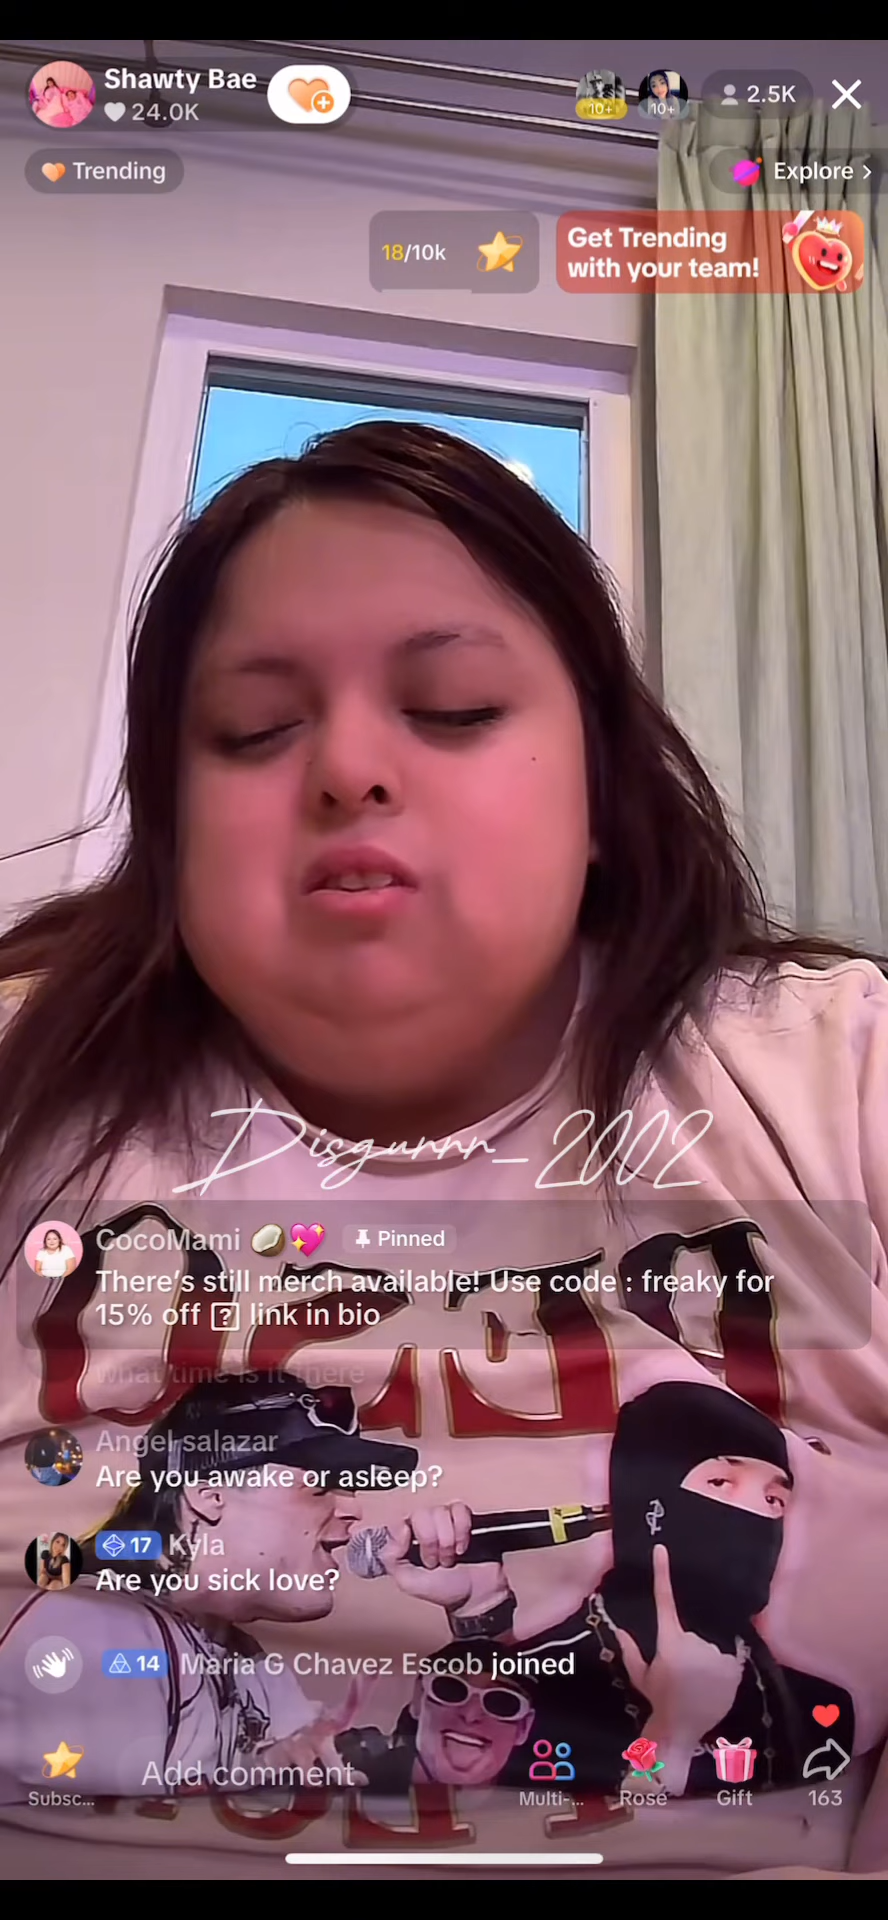 Shawty Bae
24.0K
10+
10+
2.5K
Trending
Explore
18/10k
Get Trending
with your team!
Disgurrr_2002
CocoMami
Pinned
There's still merch available! Use code : freaky for
15% off link in bio
what time is it there
Angel salazar
Are you awake or asleep?
17 Kyla
Are you sick love?
14 Maria G Chavez Escob joined
Add comment
Subsc...
Multi-...
Rose
Gift
163